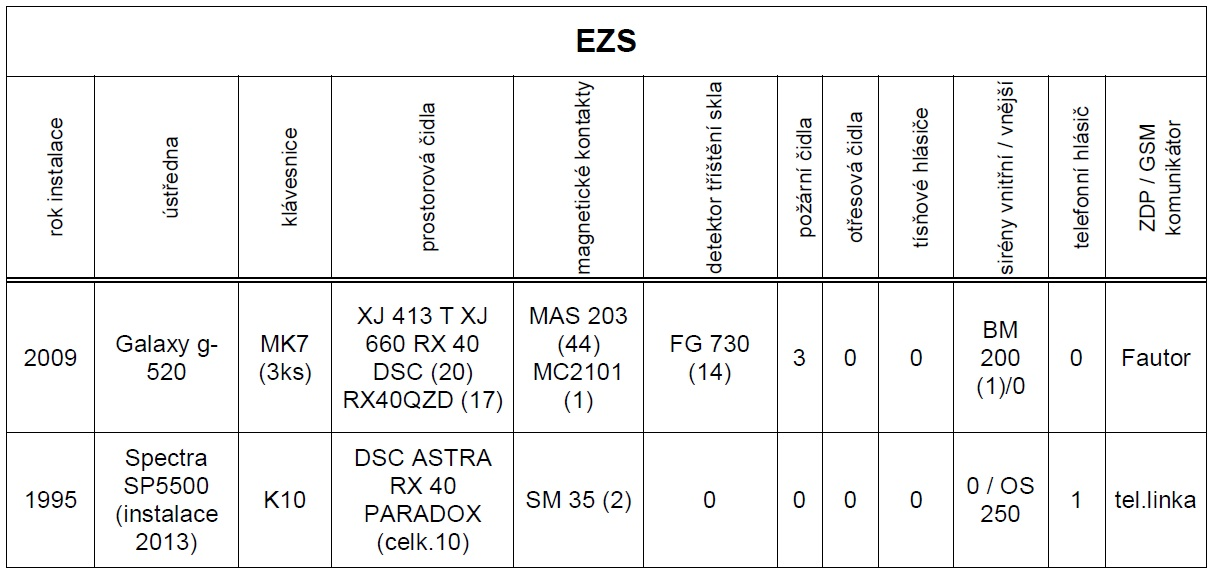 EZS
rok instalace
ústředna
klávesnice
prostorová čidla
magnetické kontakty
detektor tříštění skla
požární čidla
otřesová čidla
tísňové hlásiče
sirény vnitřní / vnější
telefonní hlásič
ZDP / GSM
komunikátor
2009
Galaxy g-
520
MK7
(3ks)
XJ 413 T XJ
660 RX 40
DSC (20)
RX40QZD (17)
MAS 203
(44)
MC2101
(1)
FG 730
(14)
3
0
0
BM
200
(1)/0
0
Fautor
1995
Spectra
SP5500
(instalace
2013)
K10
DSC ASTRA
RX 40
PARADOX
(celk.10)
SM 35 (2)
0
0
0
0
0 / OS
250
1
tel.linka